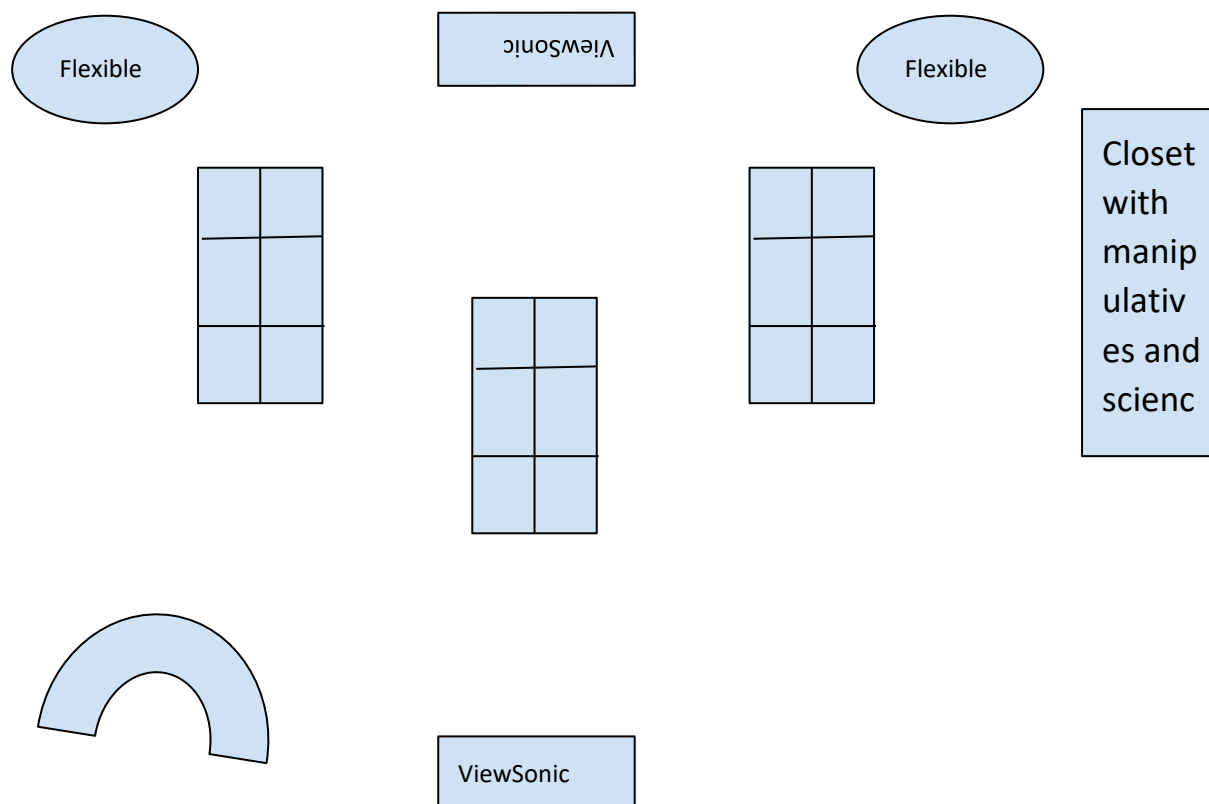 Flexible
ViewSonic
Flexible
Closet
with
manip
ulativ
es and
scienc
ViewSonic